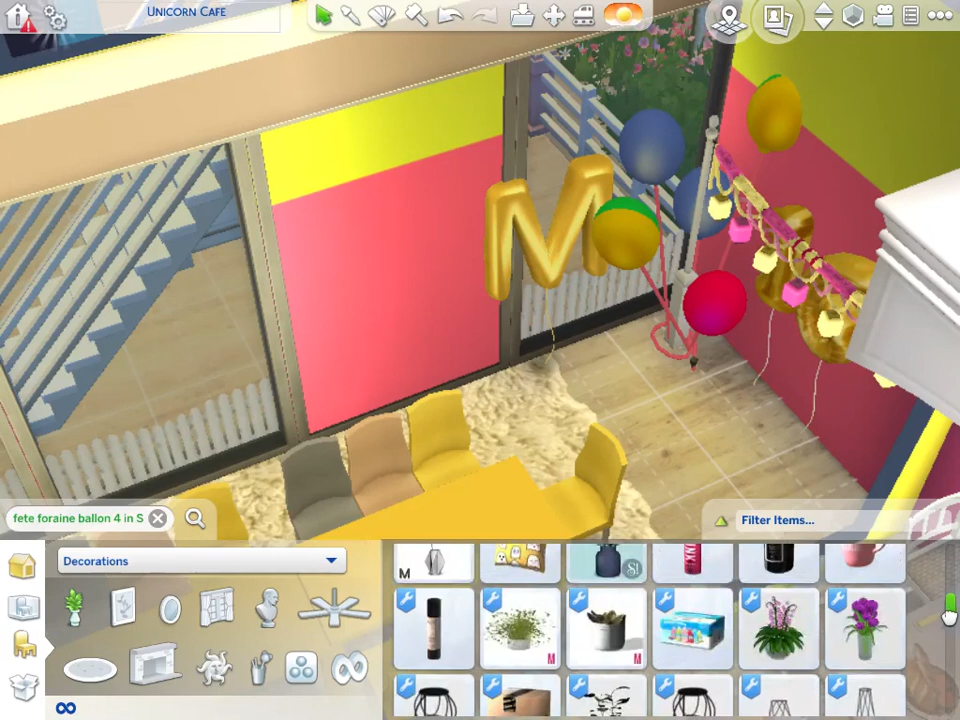 UNICORN CAFE
M
fete foraine ballon 4 in S
Filter Items...
Decorations
M
S!
M
M